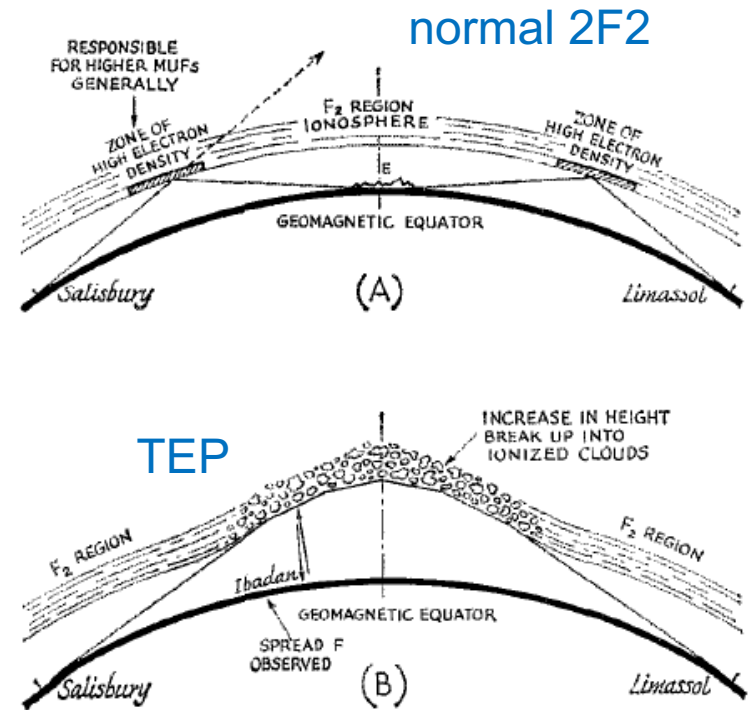 normal 2F2
RESPONSIBLE
FOR HIGHER MUFs
GENERALLY
ZONE OF
HIGH ELECTRON
DENSITY
F₂ REGION
IONOSPHERE
ZONE OF
HIGH ELECTRON
DENSITY
E
GEOMAGNETIC EQUATOR
Salisbury
(A)
Limassol
TEP
INCREASE IN HEIGHT
BREAK UP INTO
IONIZED CLOUDS
F₂ REGION
F₂ REGION
Ibadan
GEOMAGNETIC EQUATOR
SPREAD F
OBSERVED
Salisbury
(B)
Limassol